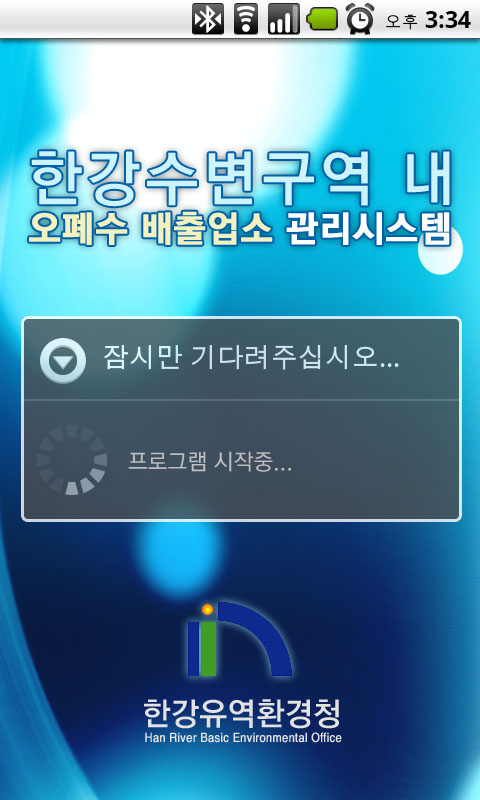 오후 3:34
한강수변구역 내
오폐수 배출업소 관리시스템
잠시만 기다려주십시오...
프로그램 시작중...
한강유역환경청
Han River Basic Environmental Office